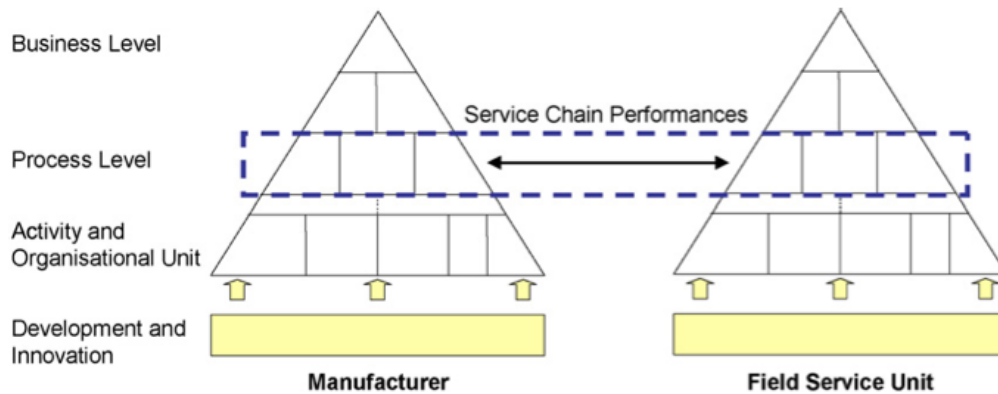 Business Level
Service Chain Performances
Process Level
Activity and
Organisational Unit
Development and
Innovation
Manufacturer
Field Service Unit